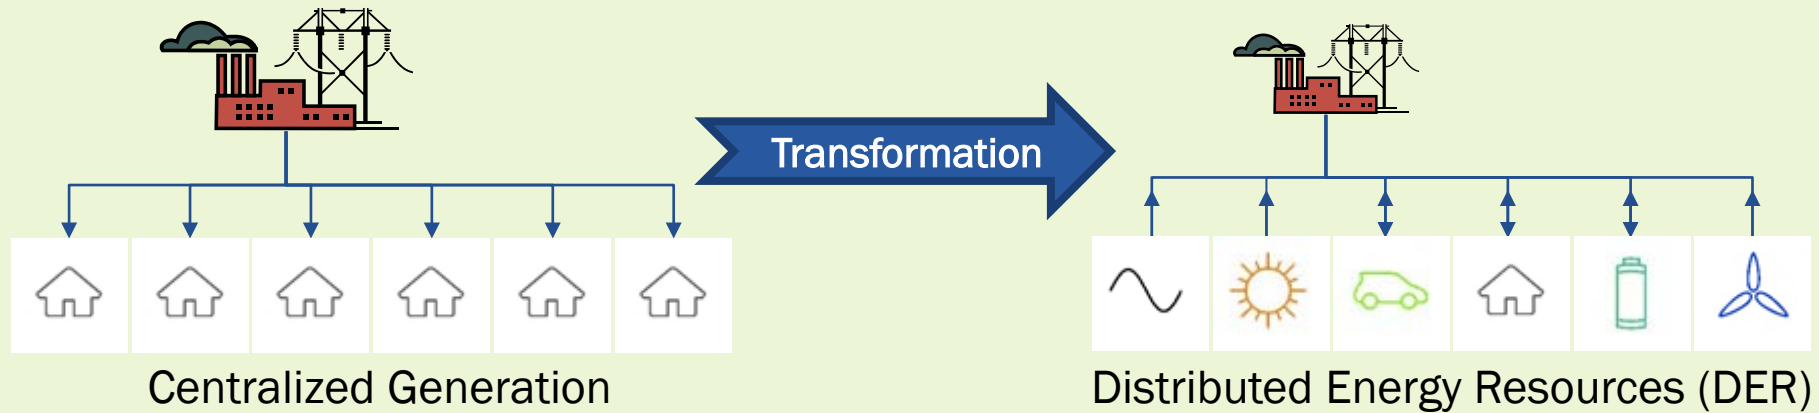 Transformation
Centralized Generation
Distributed Energy Resources (DER)